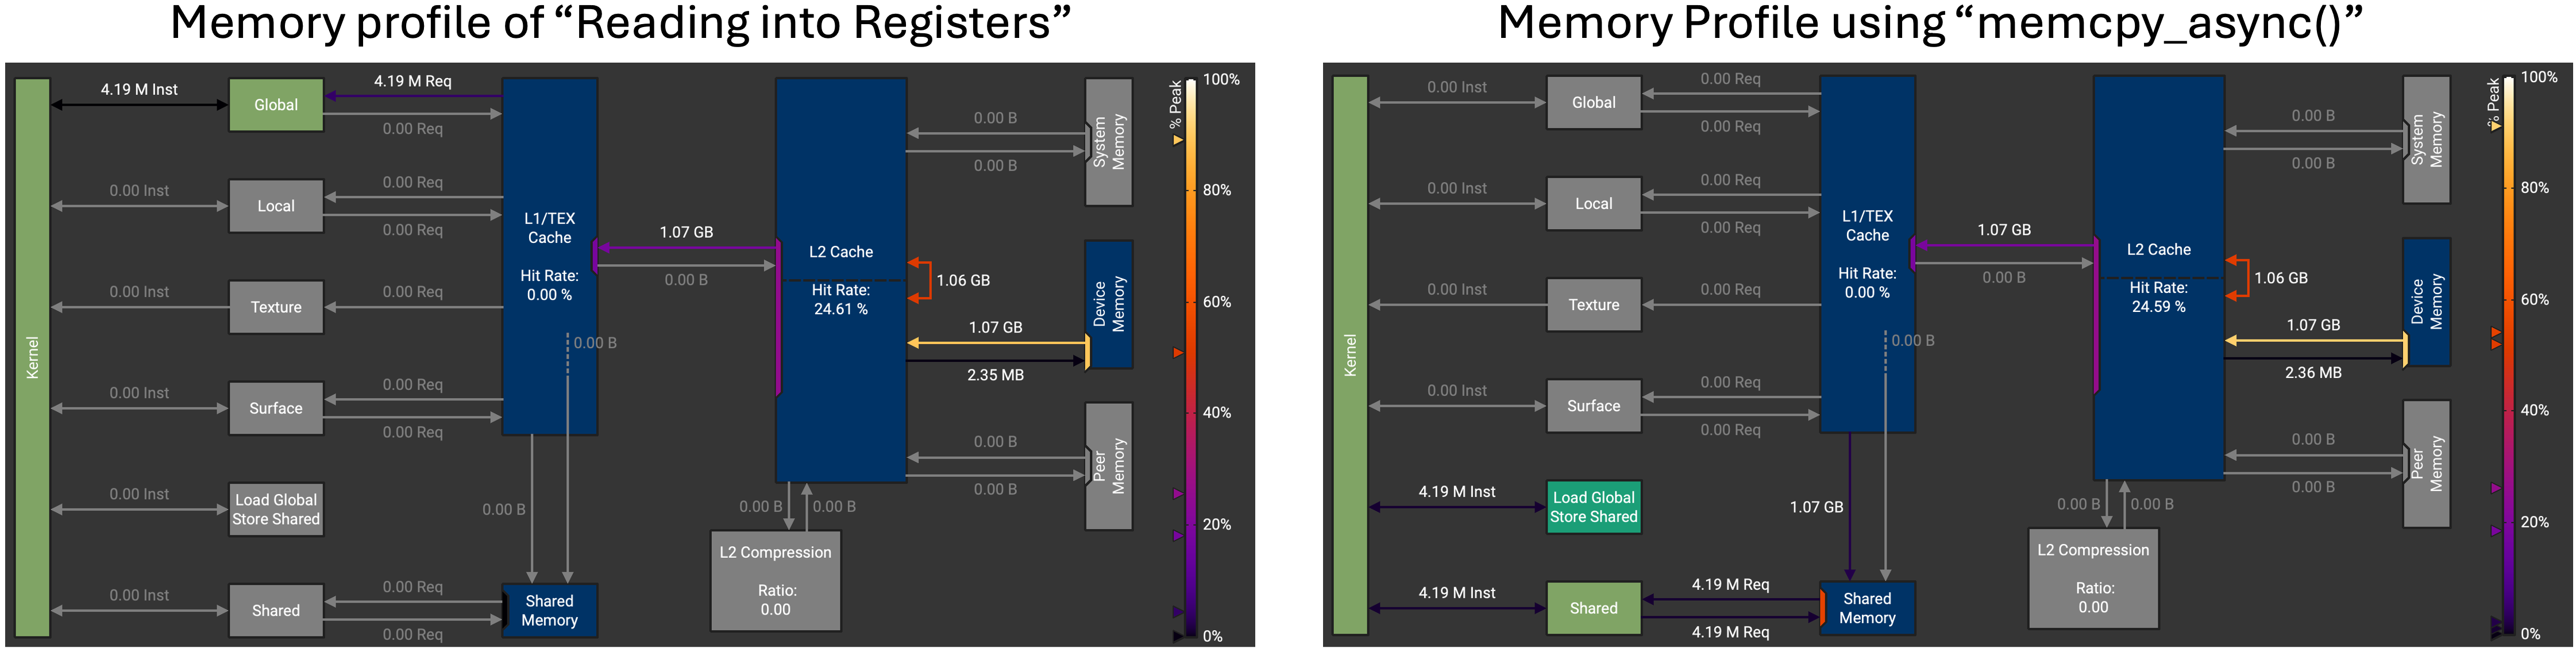 Memory profile of “Reading into Registers”
Kernel
4.19 M Inst
Global
4.19 M Req
0.00 Req
0.00 Inst
Local
0.00 Req
0.00 Req
0.00 Inst
Texture
0.00 Req
0.00 Inst
Surface
0.00 Req
0.00 Req
0.00 Inst
Load Global
Store Shared
0.00 Inst
Shared
0.00 Req
0.00 Req
L1/TEX
Cache
Hit Rate:
0.00 %
0.00 B
0.00 B
Shared
Memory
1.07 GB
0.00 B
L2 Cache
Hit Rate:
24.61 %
1.06 GB
0.00 B
0.00 B
System
Memory
1.07 GB
2.35 MB
Device
Memory
0.00 B
0.00 B
Peer
Memory
0.00 B
0.00 B
L2 Compression
Ratio:
0.00
% Peak
100%
80%
60%
40%
20%
0%
Memory Profile using “memcpy_async()”
Kernel
0.00 Inst
Global
0.00 Req
0.00 Req
0.00 Inst
Local
0.00 Req
0.00 Req
0.00 Inst
Texture
0.00 Req
0.00 Inst
Surface
0.00 Req
0.00 Req
4.19 M Inst
Load Global
Store Shared
4.19 M Inst
Shared
4.19 M Req
4.19 M Req
L1/TEX
Cache
Hit Rate:
0.00 %
0.00 B
1.07 GB
Shared
Memory
1.07 GB
0.00 B
L2 Cache
Hit Rate:
24.59 %
1.06 GB
0.00 B
0.00 B
System
Memory
1.07 GB
2.36 MB
Device
Memory
0.00 B
0.00 B
Peer
Memory
0.00 B
0.00 B
L2 Compression
Ratio:
0.00
% Peak
100%
80%
60%
40%
20%
0%